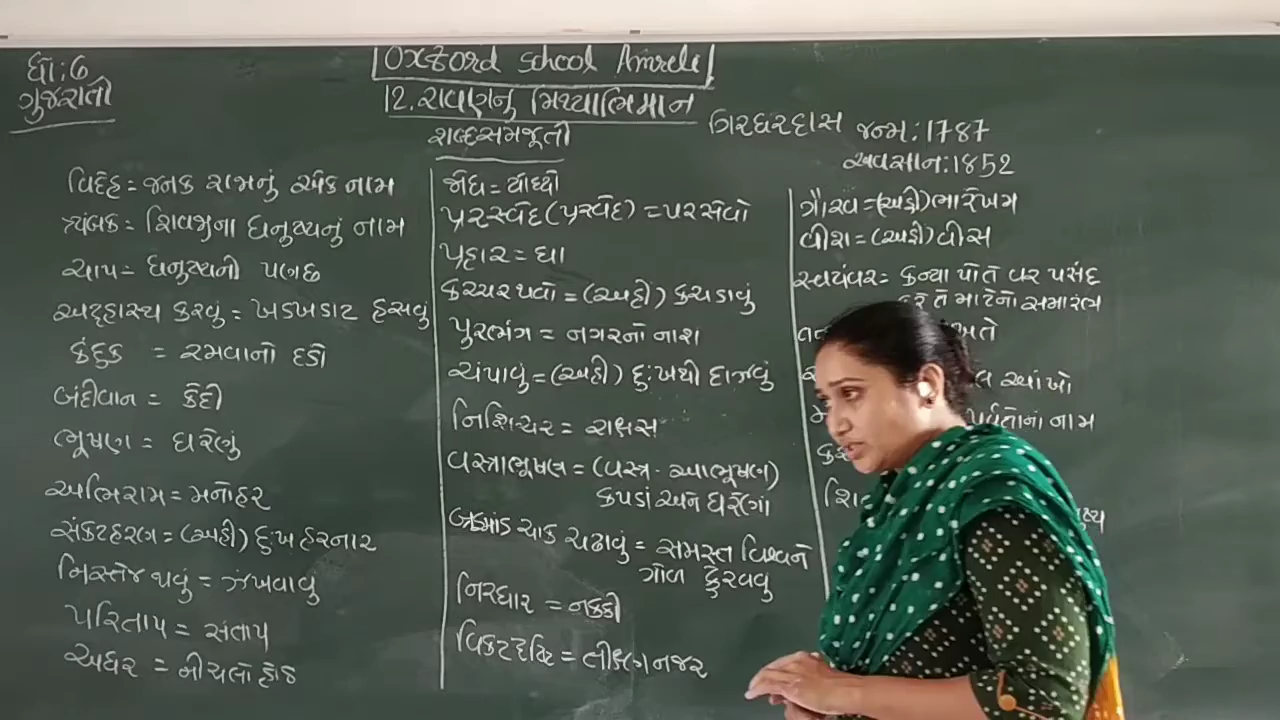 ધો:૭
ગુજરાતી
Oxford School Amreli
12. રાવણનું મિથ્યાભિમાન
શબ્દસમજૂતી
ગિરધરદાસ જન્મ:1787
અવસાન:1852
વિદેહ = જનક રાજાનું એક નામ
ત્ર્યંબક = શિવજીના ધનુષ્યનું નામ
ચાપ = ધનુષ્યની પણછ
અટ્ટહાસ્ય કરવું = ખડખડાટ હસવું
કંદુક = રમવાનો દડો
બંદીવાન = કેદી
ભૂષણ = ઘરેણું
અભિરામ = મનોહર
સંકટહરણ = (અહીં) દુઃખ હરનાર
નિસ્તેજ થવું = ઝંખવાવું
પરિતાપ = સંતાપ
અધર = નીચલો હોઠ
જોધ = યોધ્ધો
પ્રસ્વેદ (પ્રસ્વેદ) = પરસેવો
પ્રહાર = ઘા
કચ્ચર થવો = (અહીં) કચડાવું
પુરભંગ = નગરનો નાશ
ચંપાવું = (અહીં) દુઃખથી દાઝવું
નિશિચર = રાક્ષસ
વસ્ત્રાભૂષણ = (વસ્ત્ર - આભૂષણ)
કપડાં અને ઘરેણાં
બ્રહ્માંડ ચાક ચઢાવું = સમસ્ત વિશ્વને
ગોળ ફેરવવું
નિરધાર = નક્કી
વિકટ દૃષ્ટિ = તીક્ષ્ણ નજર
ગૌરવ = (અહીં) ભારેખમ
વીશ = (અહીં) વીસ
સ્વયંવર = કન્યા પોતે વર પસંદ
કરે તે માટેનો સમારંભ
આંખો
પર્વતોનાં નામ